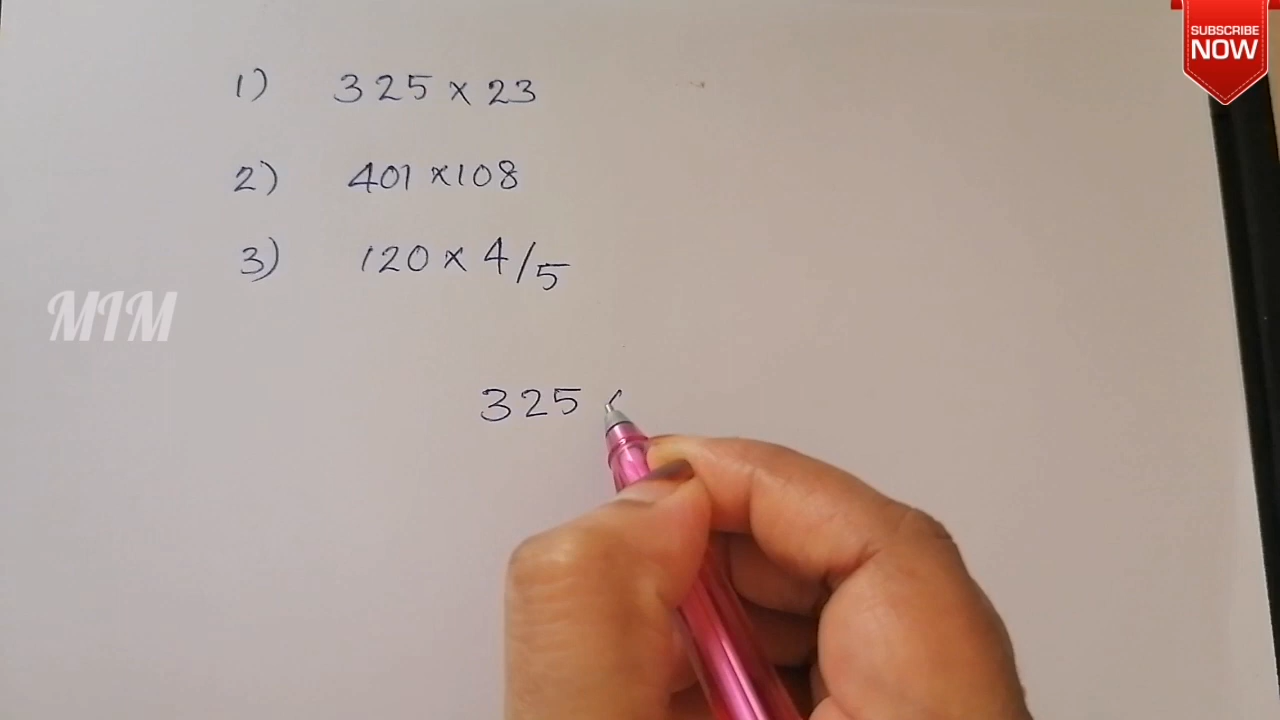 SUBSCRIBE
NOW
1) 325 × 23
2) 401 × 108
3) 120 × 4/5
MIM
325